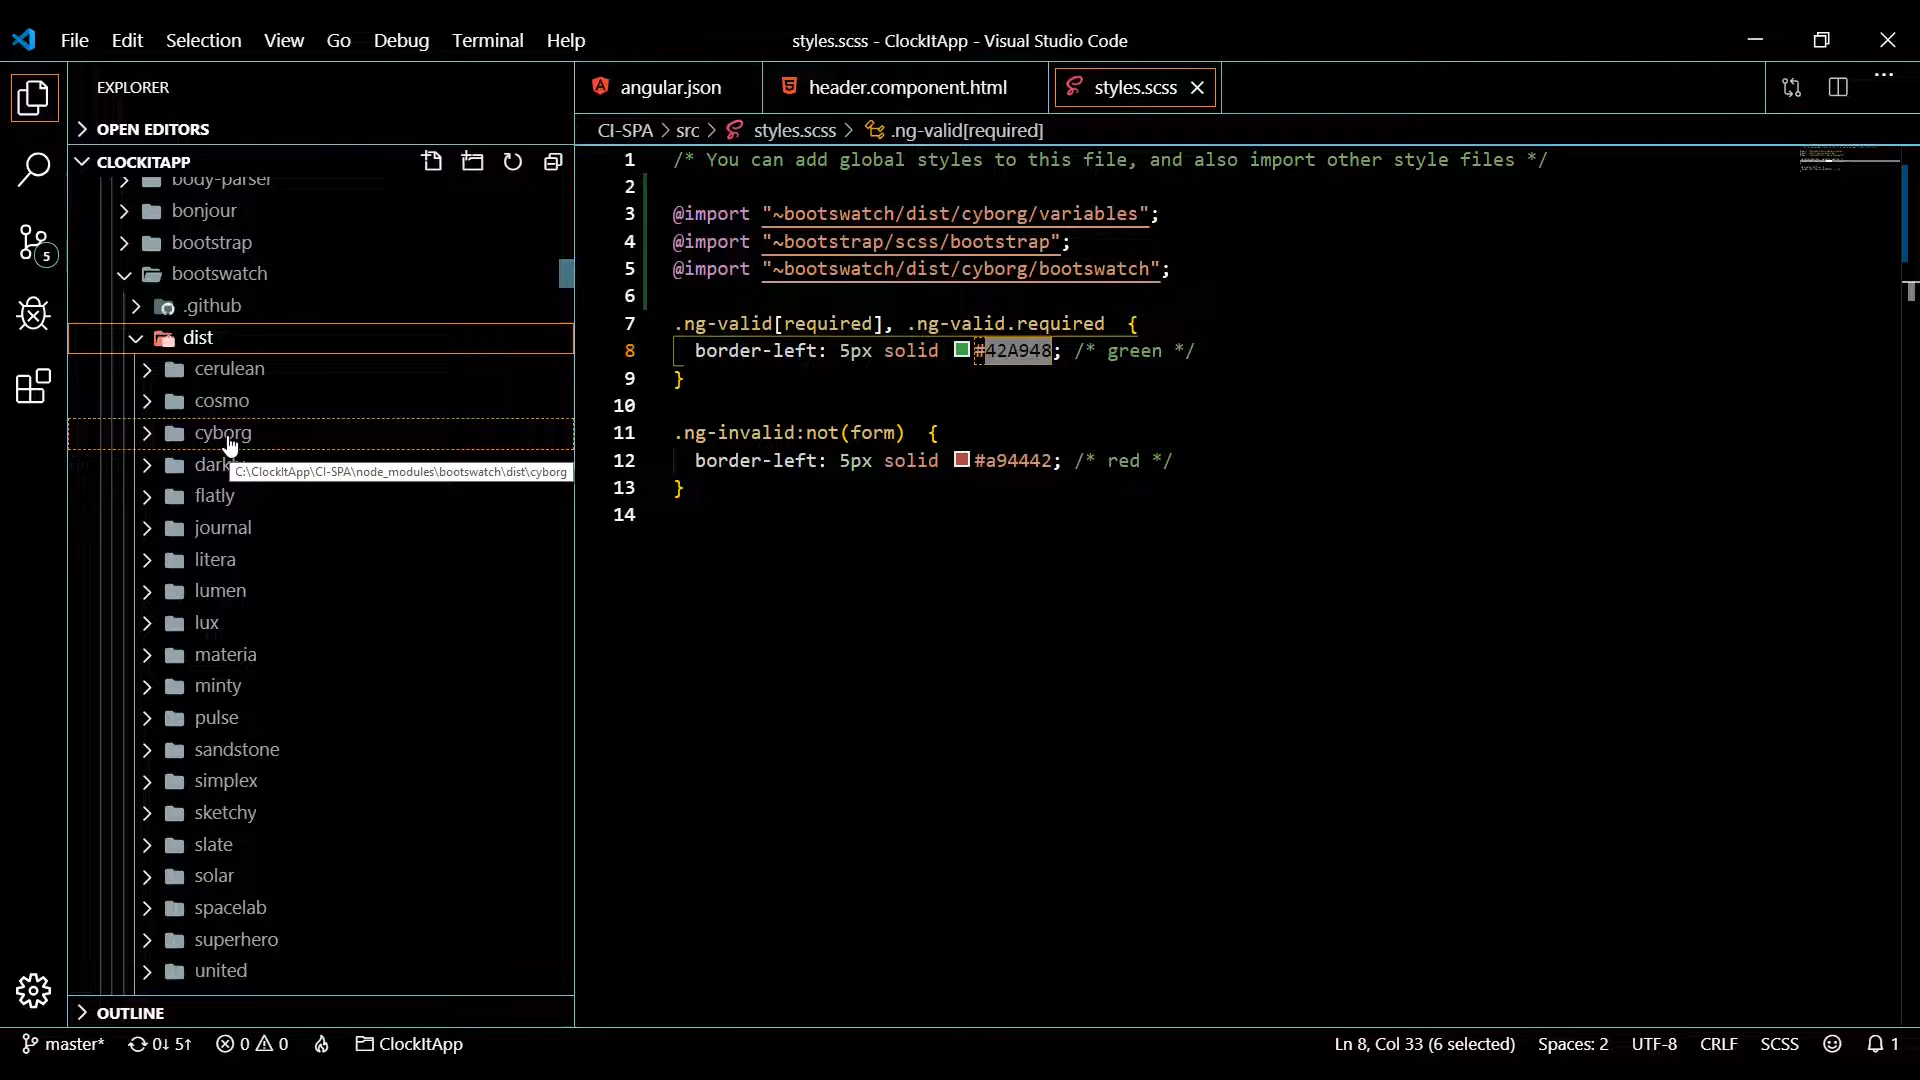 File Edit Selection View Go Debug Terminal Help
styles.scss - ClockItApp - Visual Studio Code
EXPLORER
OPEN EDITORS
CLOCKITAPP
body-parser
bonjour
bootstrap
bootswatch
.github
dist
cerulean
cosmo
cyborg
C:\ClockItApp\CI-SPA\node_modules\bootswatch\dist\cyborg
flatly
journal
litera
lumen
lux
materia
minty
pulse
sandstone
simplex
sketchy
slate
solar
spacelab
superhero
united
OUTLINE
5
angular.json
header.component.html
styles.scss
CI-SPA > src > styles.scss > .ng-valid[required]
1 /* You can add global styles to this file, and also import other style files */
2
3 @import "~bootswatch/dist/cyborg/variables";
4 @import "~bootstrap/scss/bootstrap";
5 @import "~bootswatch/dist/cyborg/bootswatch";
6
7 .ng-valid[required], .ng-valid.required {
8 border-left: 5px solid #42A948; /* green */
9 }
10
11 .ng-invalid:not(form) {
12 border-left: 5px solid #a94442; /* red */
13 }
14
master* 0↓ 5↑ 0 0 ClockItApp
Ln 8, Col 33 (6 selected) Spaces: 2 UTF-8 CRLF SCSS 1